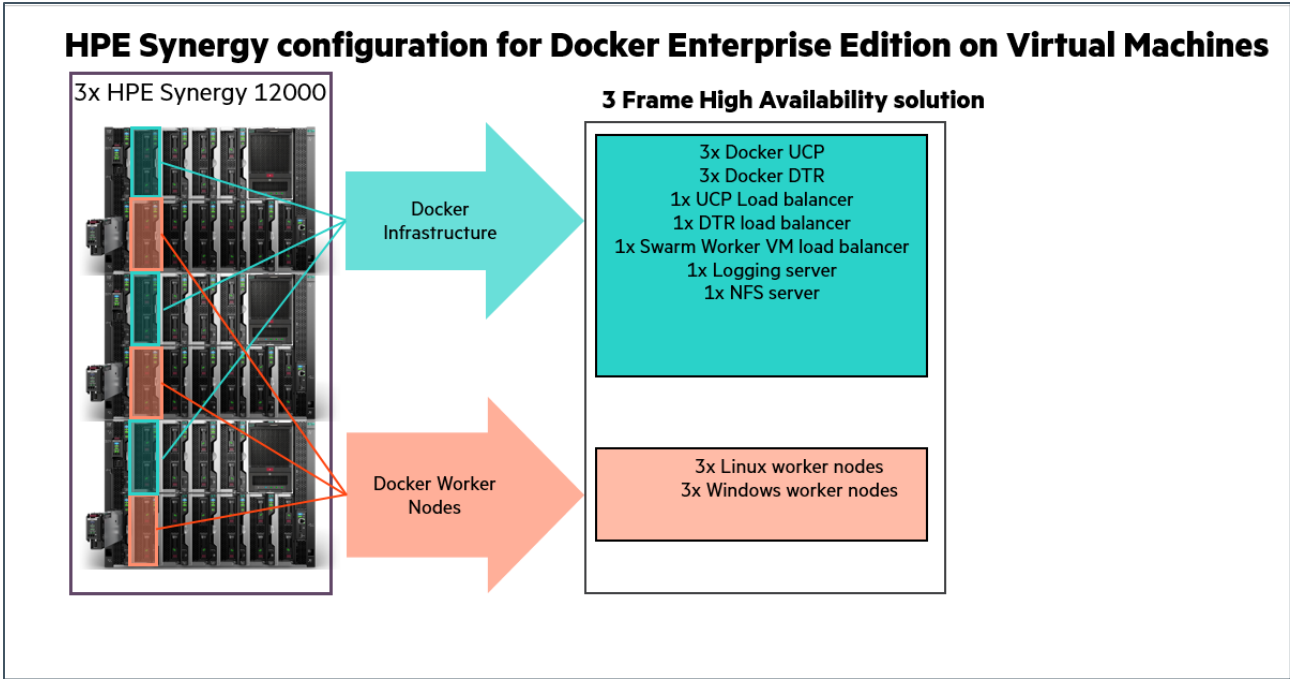 HPE Synergy configuration for Docker Enterprise Edition on Virtual Machines
3x HPE Synergy 12000
3 Frame High Availability solution
Docker
Infrastructure
3x Docker UCP
3x Docker DTR
1x UCP Load balancer
1x DTR load balancer
1x Swarm Worker VM load balancer
1x Logging server
1x NFS server
Docker Worker
Nodes
3x Linux worker nodes
3x Windows worker nodes